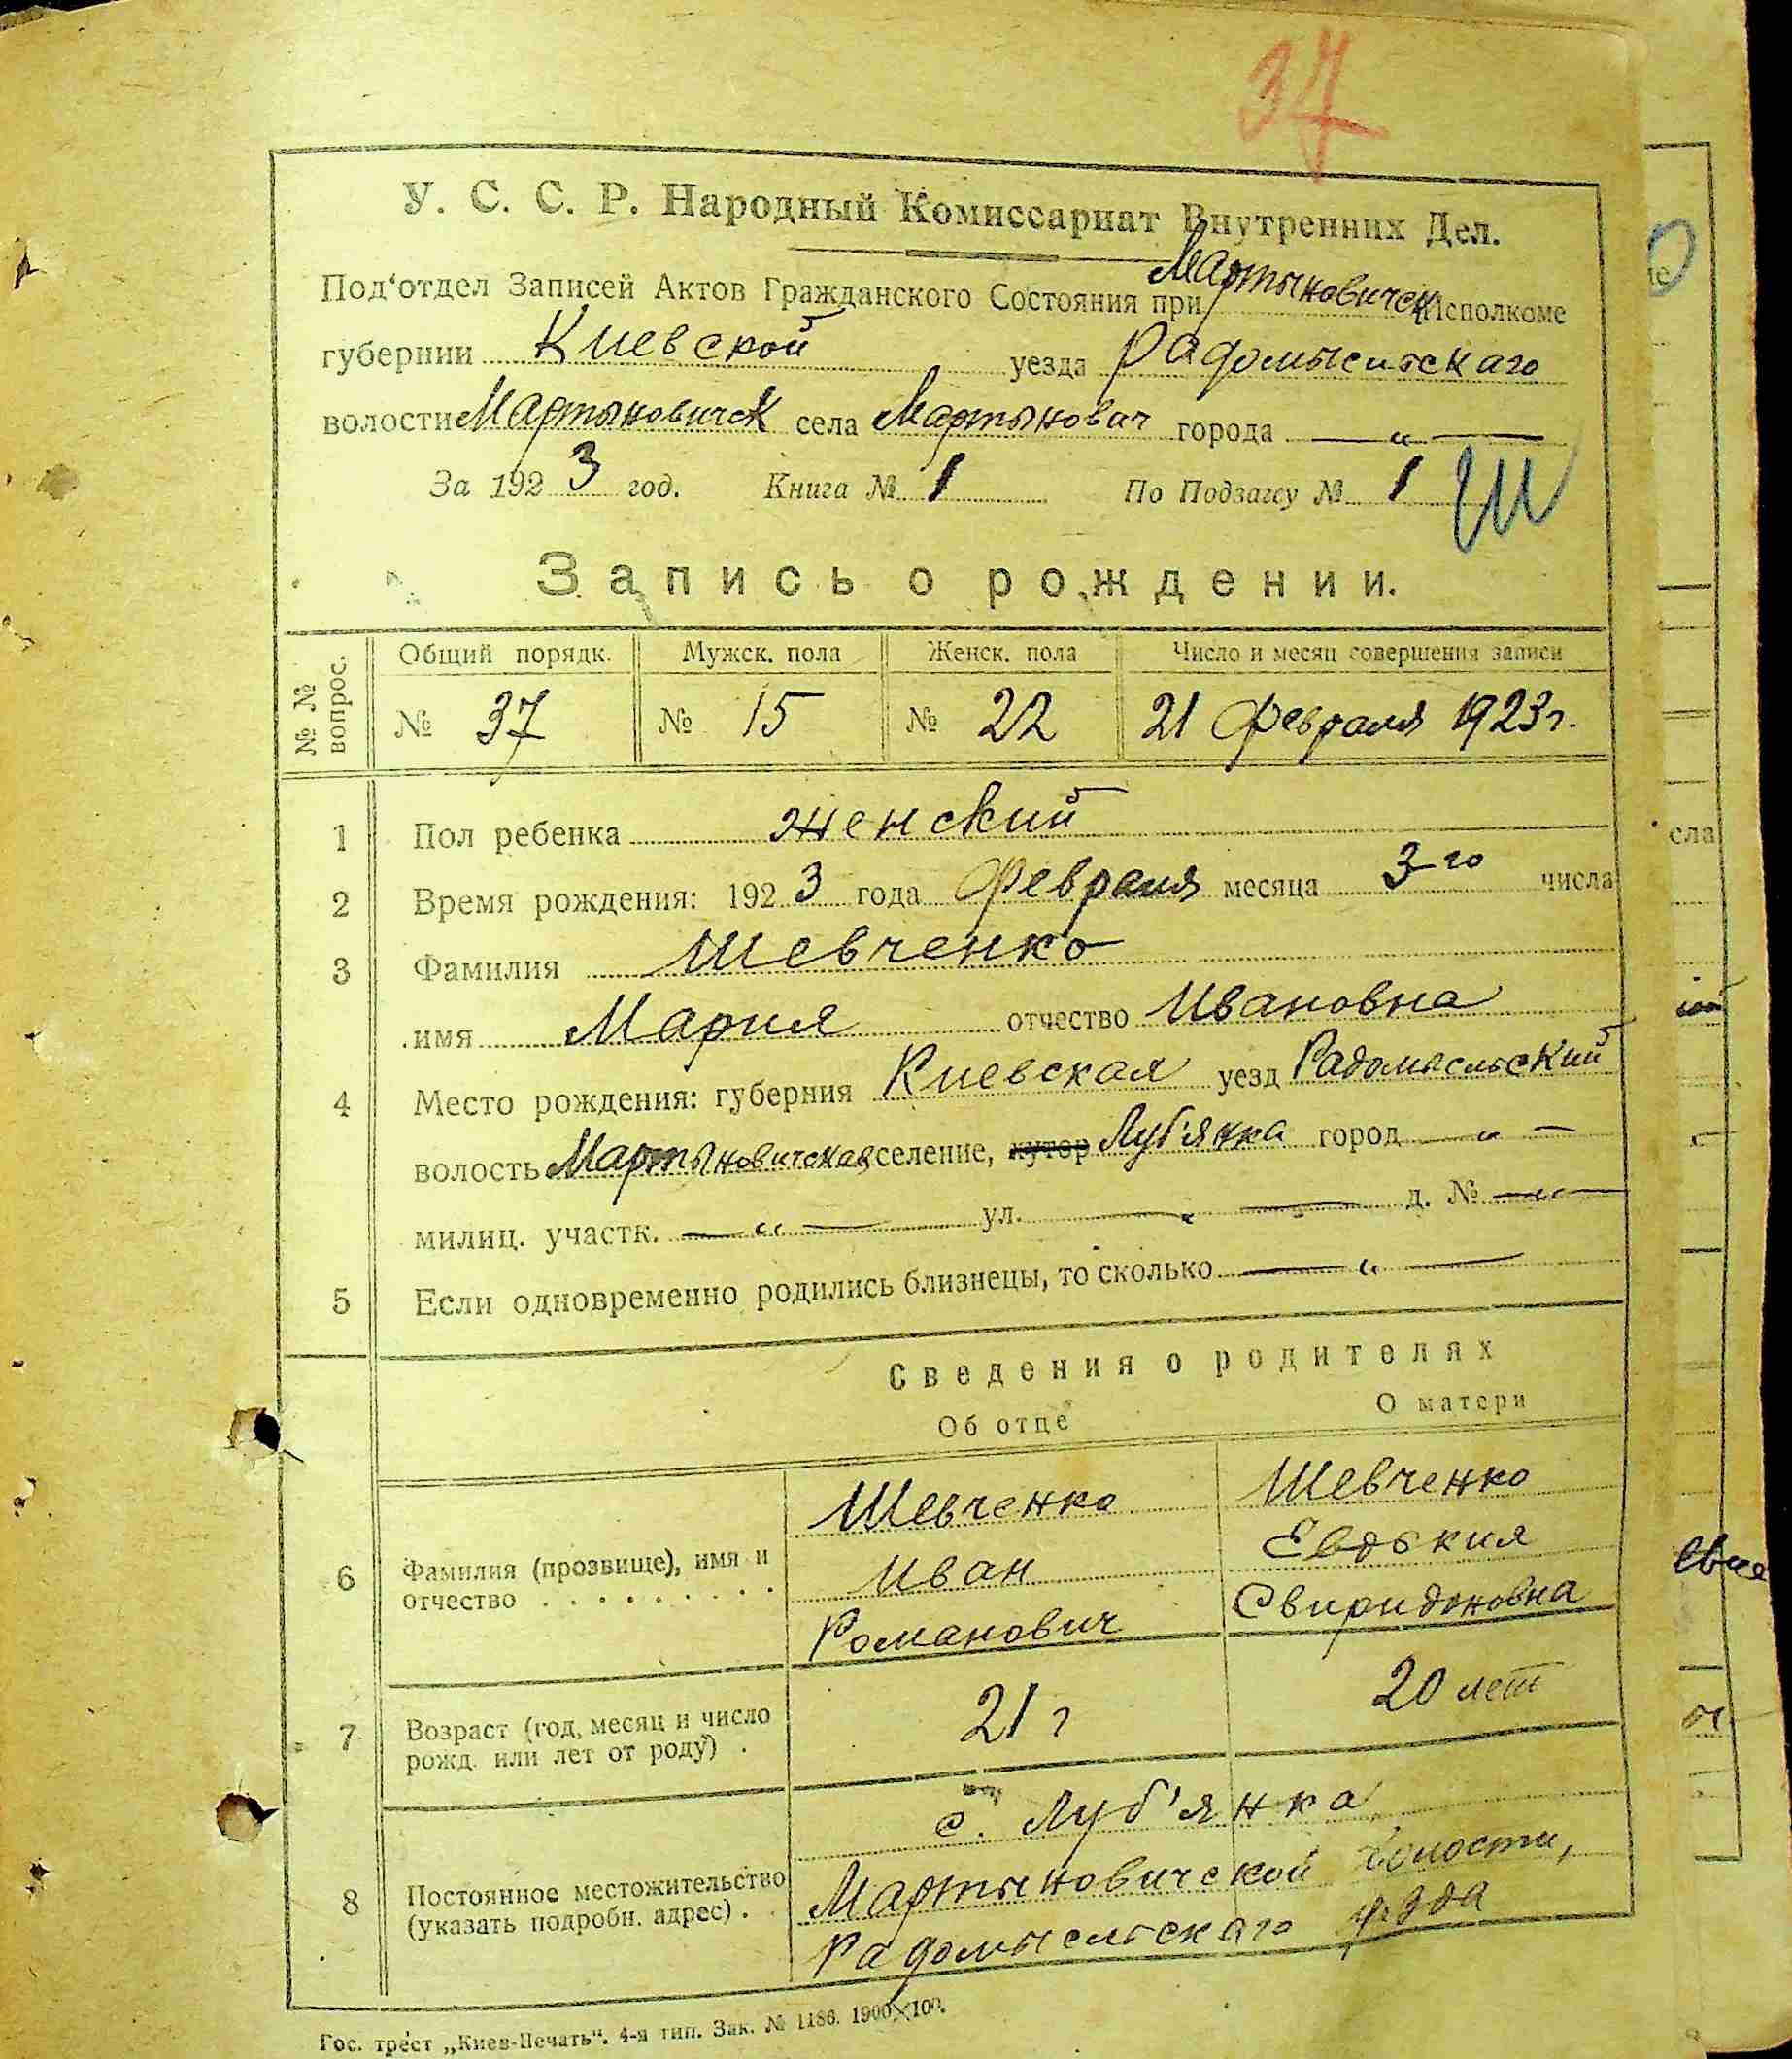 37
У. С. С. Р. Народный Комиссариат Внутренних Дел.
Под‘отдел Записей Актов Гражданского Состояния при Мартыновичск Исполкоме
губернии Киевской уезда Радомысльскаго
волости Мартыновичск села Мартынович города — „ —
За 1923 год. Книга № 1 По Подзагсу № 1 Ш
Запись о рождении.
№ № вопрос. Общий порядк. Мужск. пола Женск. пола Число и месяц совершения записи
№ 37 № 15 № 22 21 Февраля 1923 г.
1 Пол ребенка женский
2 Время рождения: 1923 года Февраля месяца 3-го числа
3 Фамилия Шевченко
имя Мария отчество Ивановна
4 Место рождения: губерния Киевская уезд Радомысльский
волость Мартыновичская селение, хутор Луб'янка город — „ —
милиц. участк. — „ — ул. — „ — д. № — „ —
5 Если одновременно родились близнецы, то сколько — „ —
Сведения о родителях
Об отце О матери
6 Фамилия (прозвище), имя и отчество . . . . . . . .
Шевченко Иван Романович
Шевченко Евдокия Свиридоновна
7 Возраст (год, месяц и число рожд. или лет от роду) .
21 г 20 лет
8 Постоянное местожительство (указать подробн. адрес) . .
с. Луб'янка
Мартыновичской волости,
Радомысльскаго уезда
Гос. трест „Киев-Печать“. 4-я тип. Зак. № 1186. 1900×100.